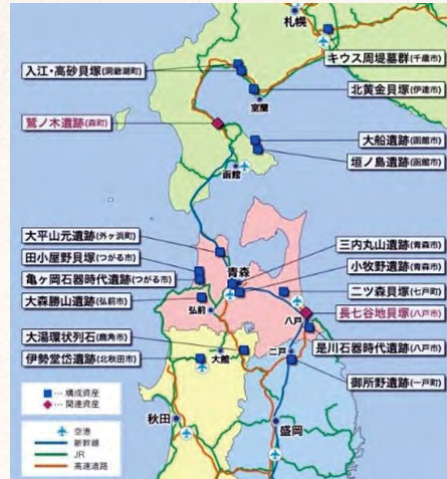 札幌
キウス周堤墓群(千歳市)
入江・高砂貝塚(洞爺湖町)
北黄金貝塚(伊達市)
室蘭
鷲ノ木遺跡(森町)
大船遺跡(函館市)
垣ノ島遺跡(函館市)
函館
大平山元遺跡(外ヶ浜町)
三内丸山遺跡(青森市)
田小屋野貝塚(つがる市)
青森
小牧野遺跡(青森市)
亀ヶ岡石器時代遺跡(つがる市)
二ツ森貝塚(七戸町)
大森勝山遺跡(弘前市)
弘前
八戸
長七谷地貝塚(八戸市)
大湯環状列石(鹿角市)
是川石器時代遺跡(八戸市)
伊勢堂岱遺跡(北秋田市)
大館
二戸
御所野遺跡(一戸町)
■…構成資産
◆…関連資産
秋田
盛岡
空港
新幹線
JR
高速道路